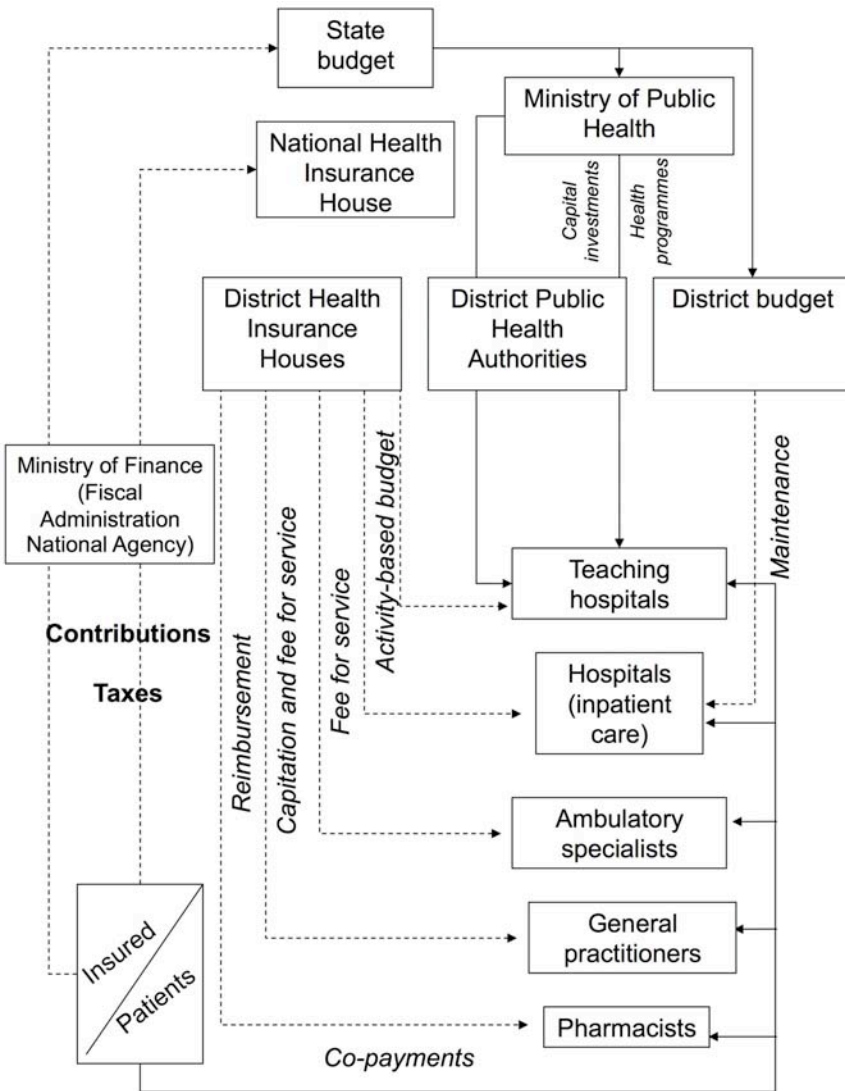 State
budget
Ministry of Public
Health
National Health
Insurance
House
Capital
investments
Health
programmes
District Health
Insurance
Houses
District Public
Health
Authorities
District budget
Ministry of Finance
(Fiscal
Administration
National Agency)
Contributions
Taxes
Reimbursement
Capitation and fee for service
Fee for service
Activity-based budget
Maintenance
Teaching
hospitals
Hospitals
(inpatient
care)
Ambulatory
specialists
General
practitioners
Pharmacists
Insured
Patients
Co-payments